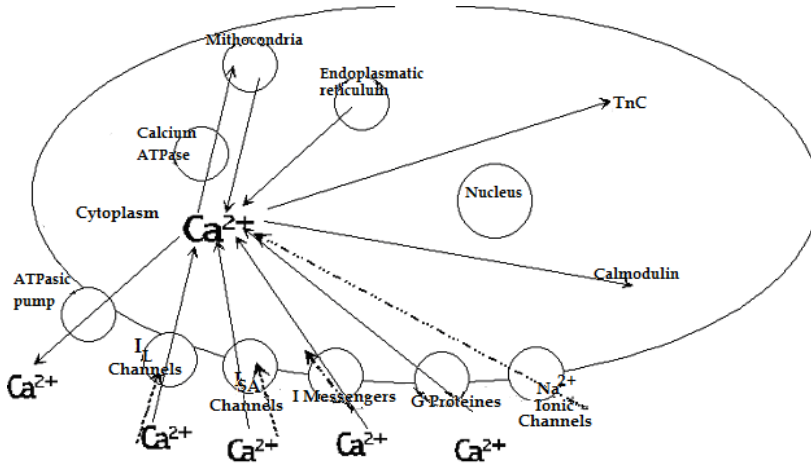 Mithocondria
Endoplasmatic
reticulum
TnC
Calcium
ATPase
Nucleus
Cytoplasm
Ca2+
Calmodulin
ATPasic
pump
Ca2+
IL
Channels
ISA
Channels
I Messengers
G Proteines
Na2+
Ionic
Channels
Ca2+
Ca2+
Ca2+
Ca2+